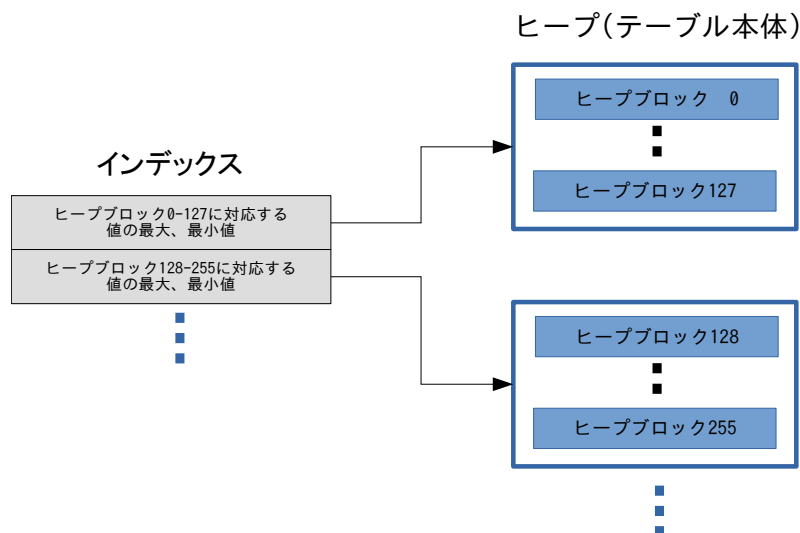 ヒープ(テーブル本体)
ヒープブロック　0
ヒープブロック127
インデックス
ヒープブロック0-127に対応する
値の最大、最小値
ヒープブロック128-255に対応する
値の最大、最小値
ヒープブロック128
ヒープブロック255